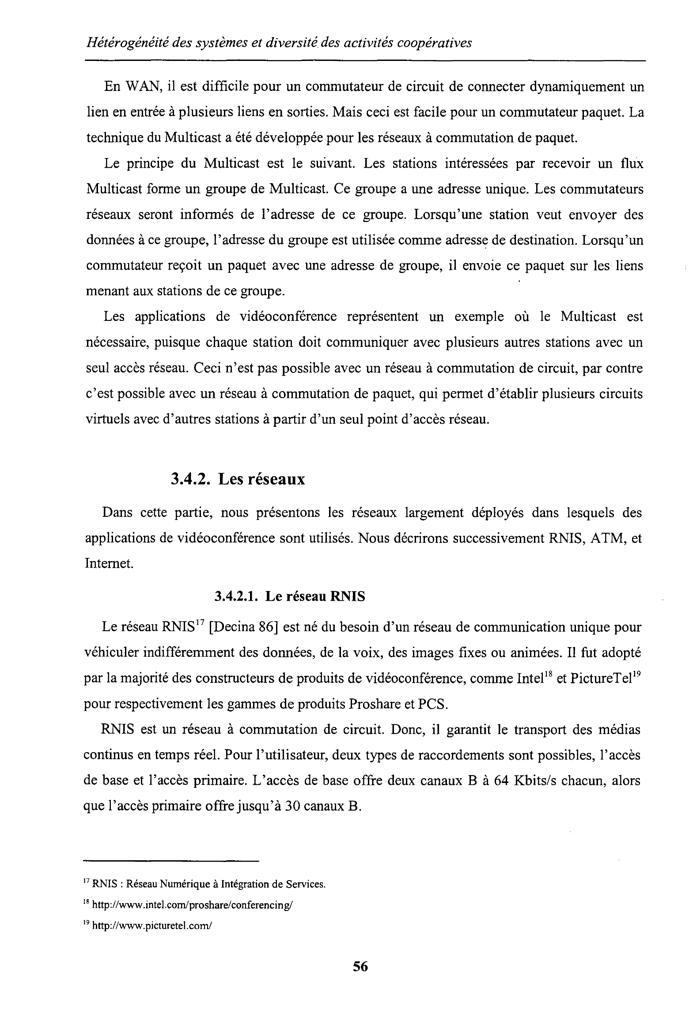 Hétérogénéité des systèmes et diversité des activités coopératives
En WAN, il est difficile pour un commutateur de circuit de connecter dynamiquement un
lien en entrée à plusieurs liens en sorties. Mais ceci est facile pour un commutateur paquet. La
technique du Multicast a été développée pour les réseaux à commutation de paquet.
Le principe du Multicast est le suivant. Les stations intéressées par recevoir un flux
Multicast forme un groupe de Multicast. Ce groupe a une adresse unique. Les commutateurs
réseaux seront informés de l'adresse de ce groupe. Lorsqu'une station veut envoyer des
données à ce groupe, l'adresse du groupe est utilisée comme adresse de destination. Lorsqu'un
commutateur reçoit un paquet avec une adresse de groupe, il envoie ce paquet sur les liens
menant aux stations de ce groupe.
Les applications de vidéoconférence représentent un exemple où le Multicast est
nécessaire, puisque chaque station doit communiquer avec plusieurs autres stations avec un
seul accès réseau. Ceci n'est pas possible avec un réseau à commutation de circuit, par contre
c'est possible avec un réseau à commutation de paquet, qui permet d'établir plusieurs circuits
virtuels avec d'autres stations à partir d'un seul point d'accès réseau.
3.4.2. Les réseaux
Dans cette partie, nous présentons les réseaux largement déployés dans lesquels des
applications de vidéoconférence sont utilisés. Nous décrirons successivement RNIS, ATM, et
Internet.
3.4.2.1. Le réseau RNIS
Le réseau RNIS17 [Decina 86] est né du besoin d'un réseau de communication unique pour
véhiculer indifféremment des données, de la voix, des images fixes ou animées. Il fut adopté
par la majorité des constructeurs de produits de vidéoconférence, comme Intel18 et PictureTel19
pour respectivement les gammes de produits Proshare et PCS.
RNIS est un réseau à commutation de circuit. Donc, il garantit le transport des médias
continus en temps réel. Pour l'utilisateur, deux types de raccordements sont possibles, l'accès
de base et l'accès primaire. L'accès de base offre deux canaux B à 64 Kbits/s chacun, alors
que l'accès primaire offre jusqu'à 30 canaux B.
17 RNIS : Réseau Numérique à Intégration de Services.
18 http://www.intel.com/proshare/conferencing/
19 http://www.picturetel.com/
56